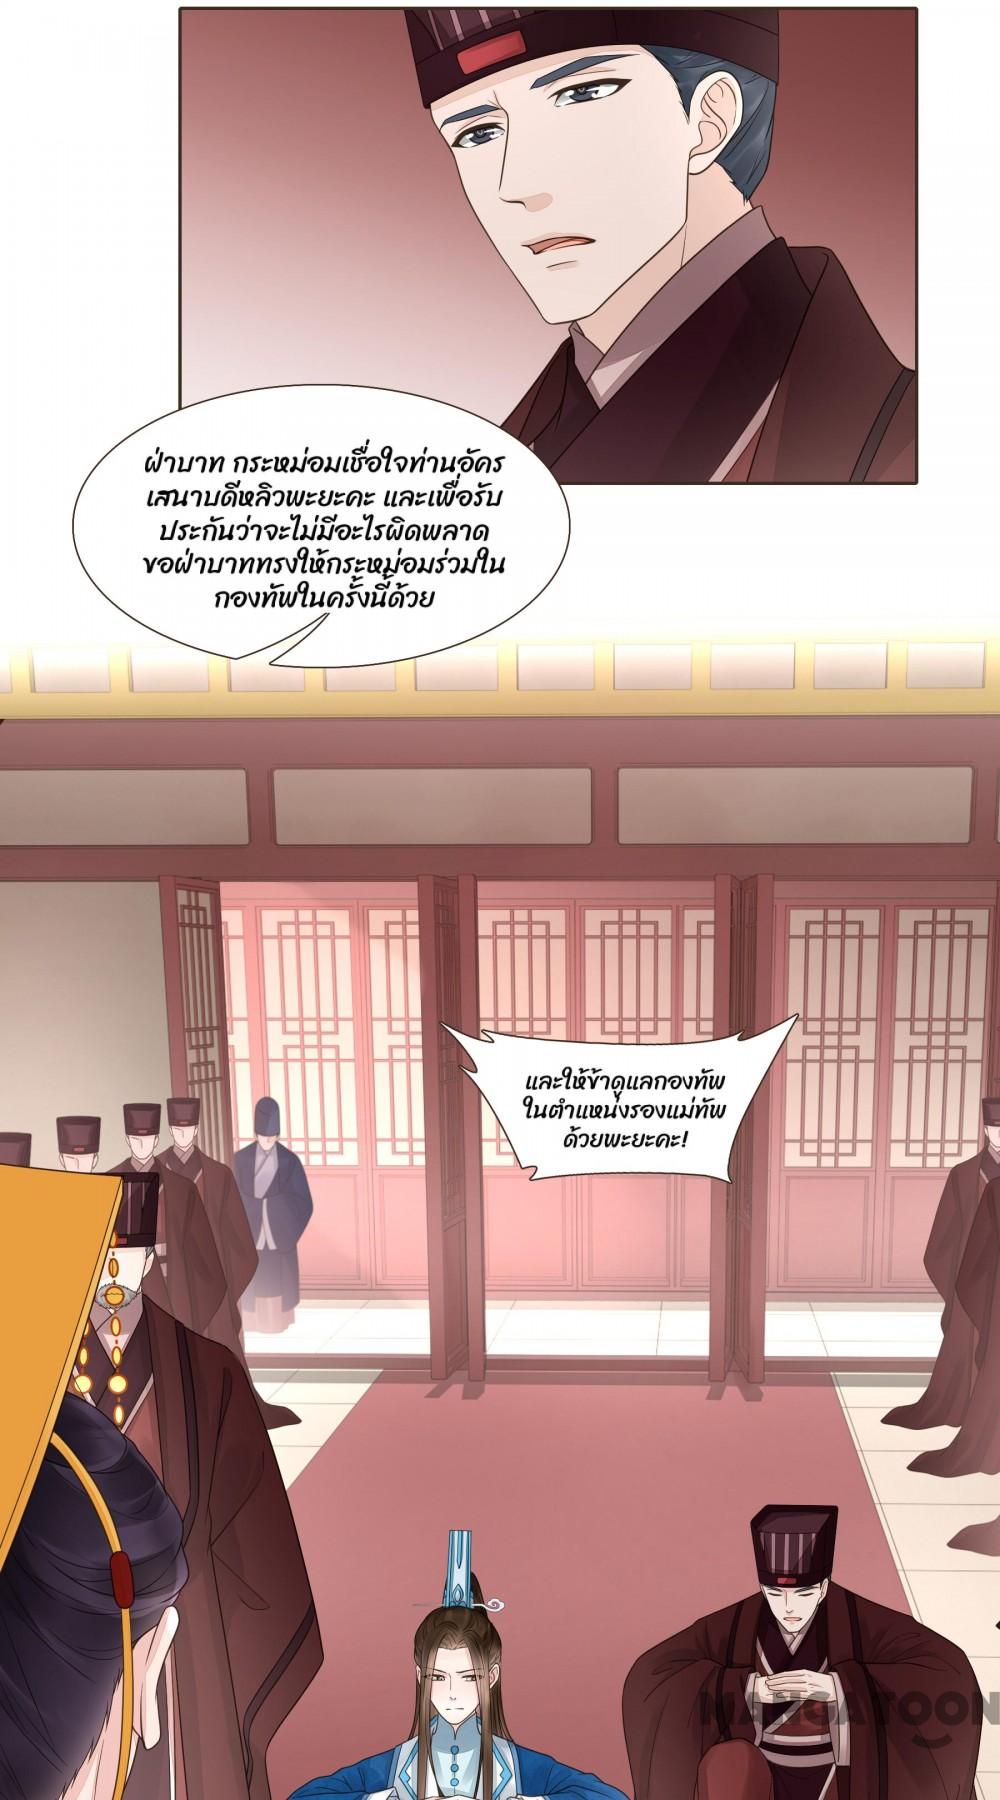 ฝ่าบาท กระหม่อมเชื่อใจท่านอัคร
เสนาบดีหลิวพะยะคะ และเพื่อรับ
ประกันว่าจะไม่มีอะไรผิดพลาด
ขอฝ่าบาททรงให้กระหม่อมร่วมใน
กองทัพในครั้งนี้ด้วย
และให้ข้าดูแลกองทัพ
ในตำแหน่งรองแม่ทัพ
ด้วยพะยะคะ!
MANGATOON